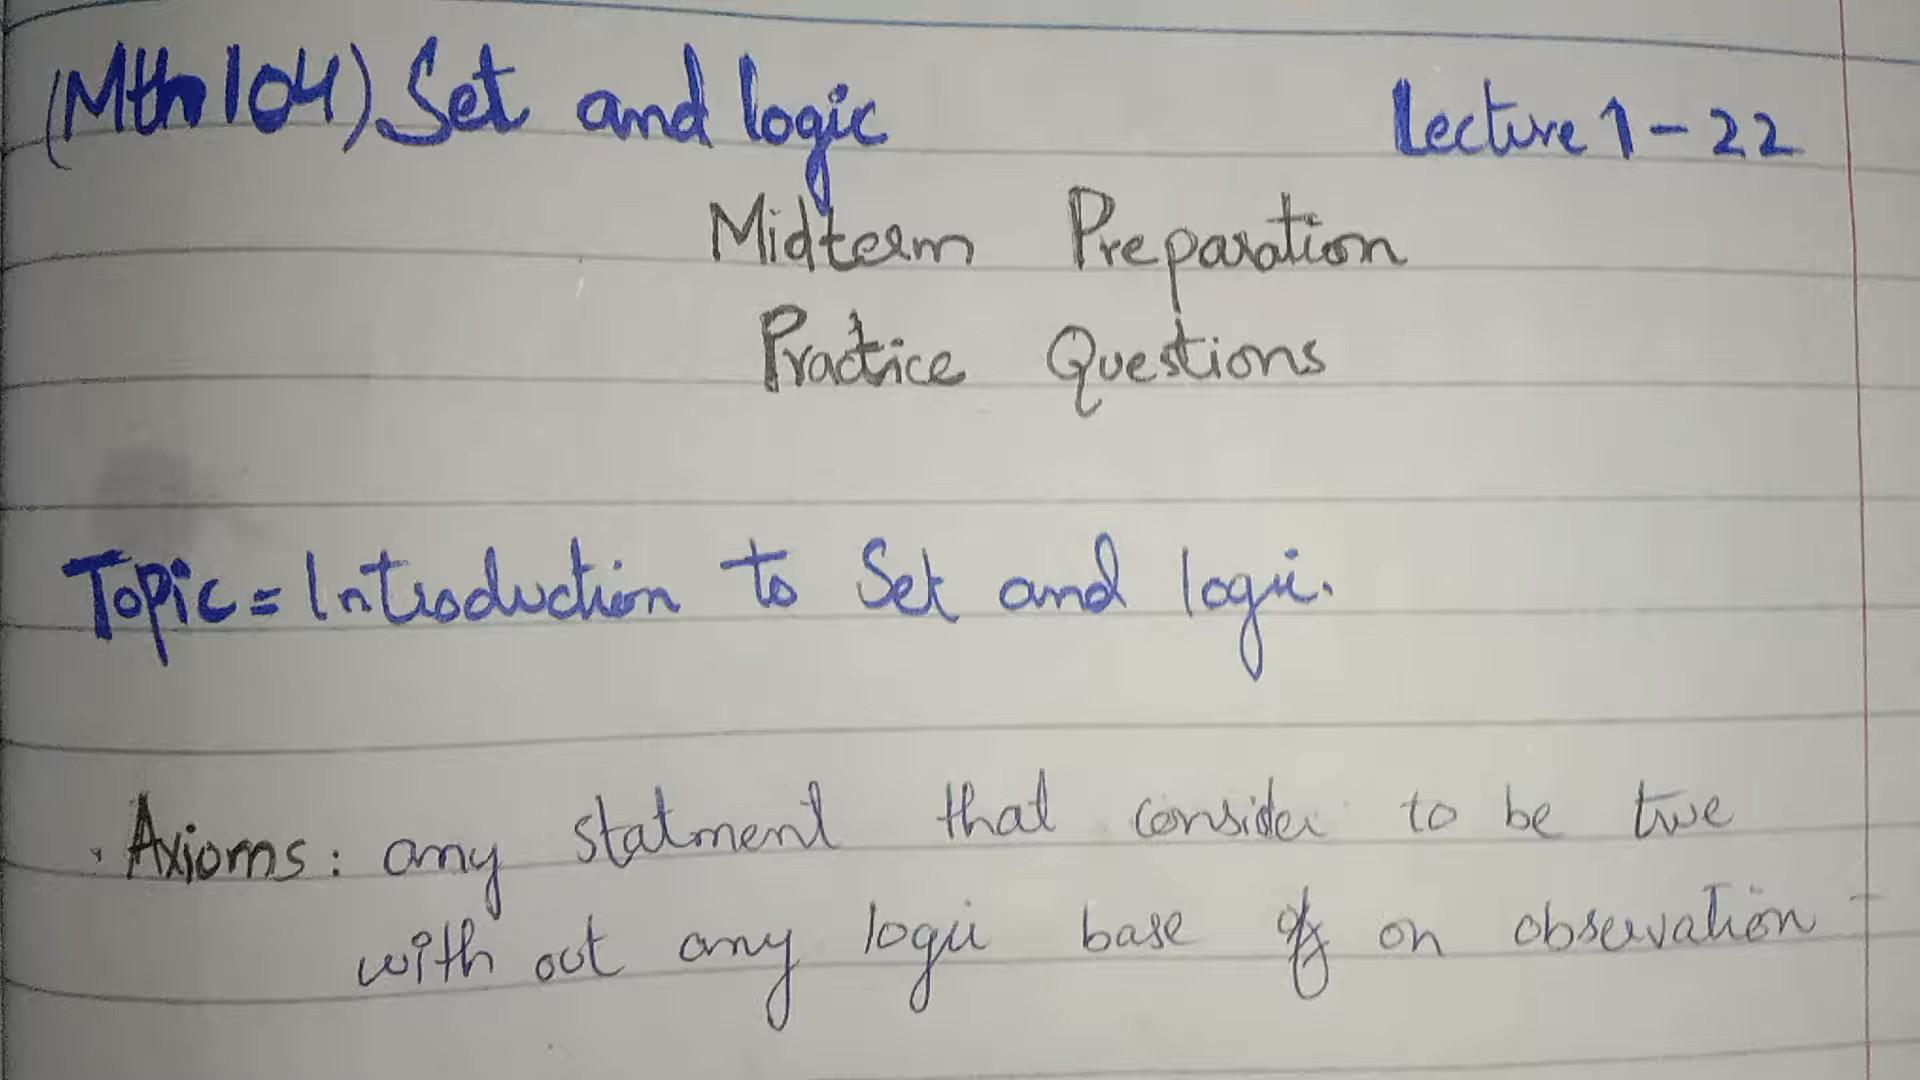 (Mth104) Set and logic Lecture 1-22
Midterm Preparation
Practice Questions
Topic = Introduction to Set and logic.
. Axioms: any statment that consider to be true
with out any logic base on observation